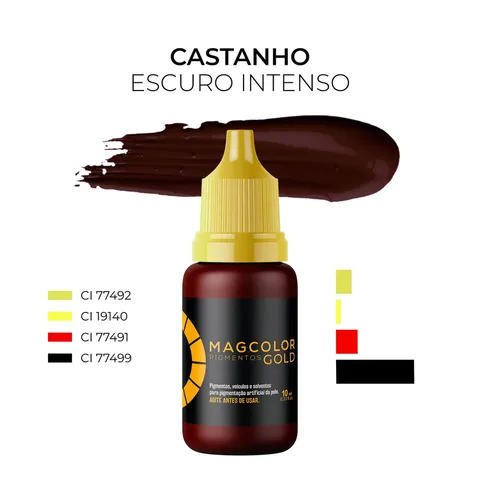 CASTANHO
ESCURO INTENSO
CI 77492
CI 19140
CI 77491
CI 77499
MAGCOLOR
PIGMENTOS GOLD
Pigmentos, veículos e solventes
para pigmentação artificial da pele.
AGITE ANTES DE USAR.
10 ml